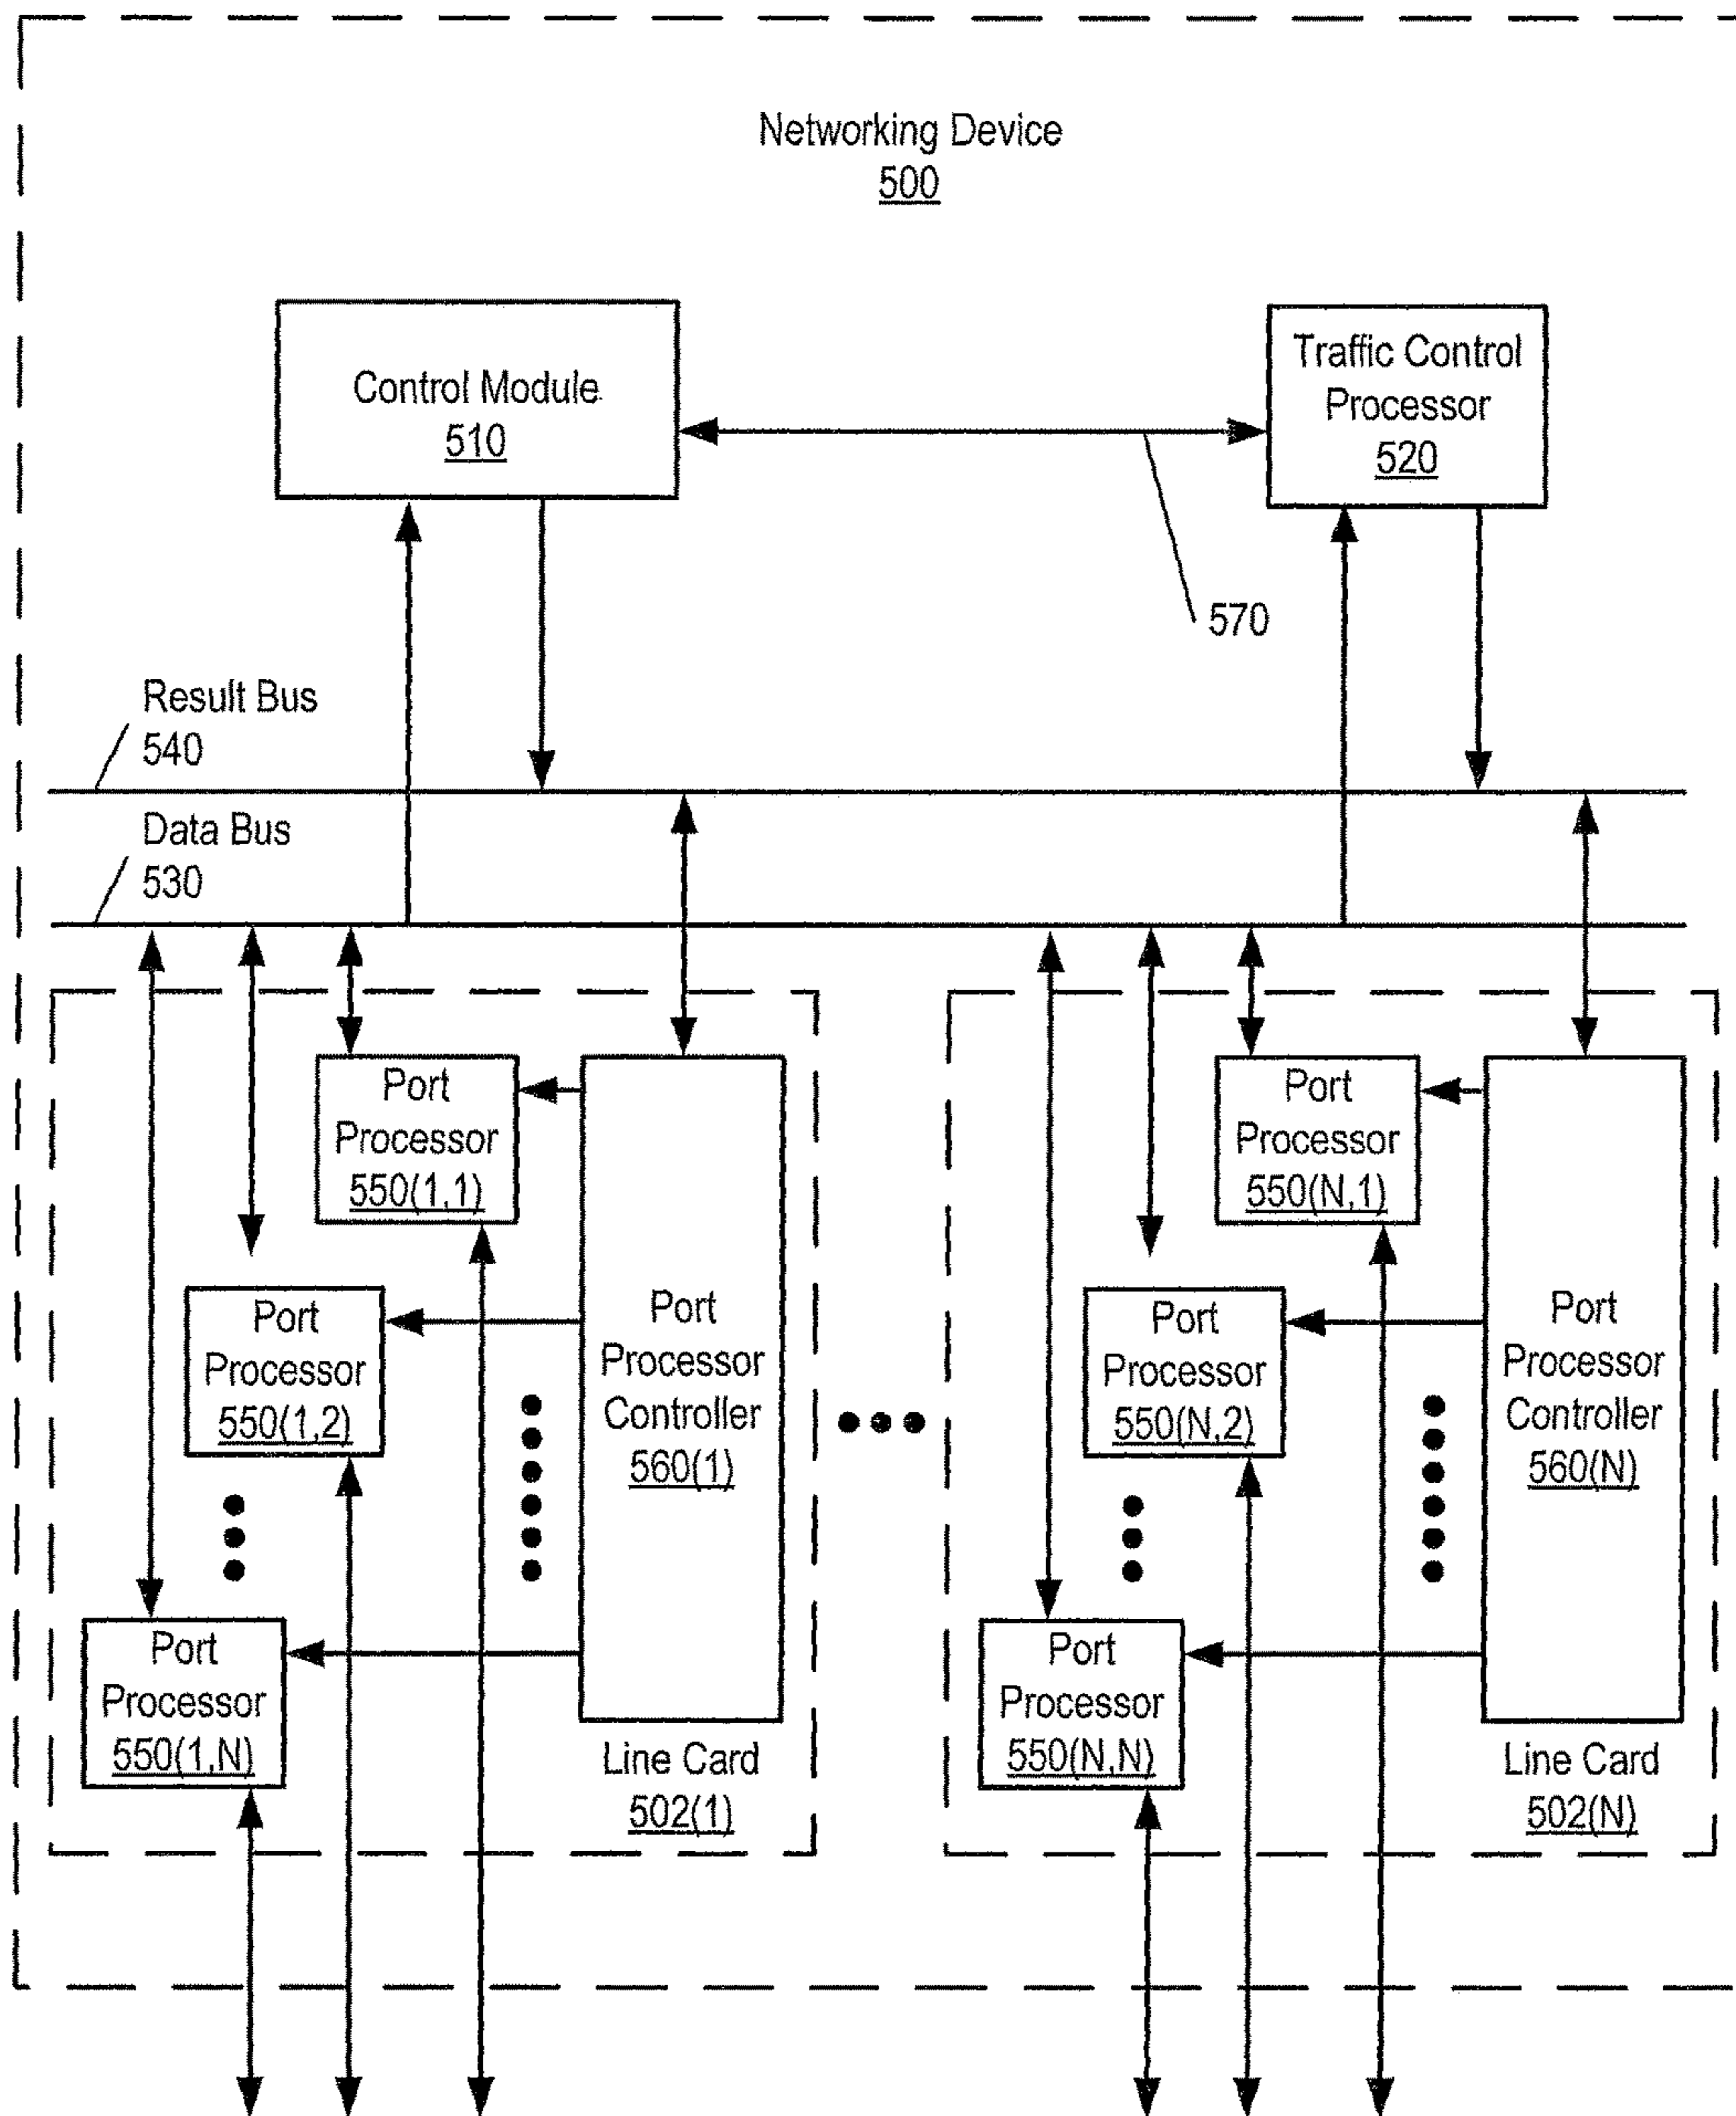 Networking Device
500
Control Module
510
Traffic Control
Processor
520
570
Result Bus
540
Data Bus
530
Port
Processor
550(1,1)
Port
Processor
550(1,2)
Port
Processor
550(1,N)
Port
Processor
Controller
560(1)
Line Card
502(1)
Port
Processor
550(N,1)
Port
Processor
550(N,2)
Port
Processor
550(N,N)
Port
Processor
Controller
560(N)
Line Card
502(N)